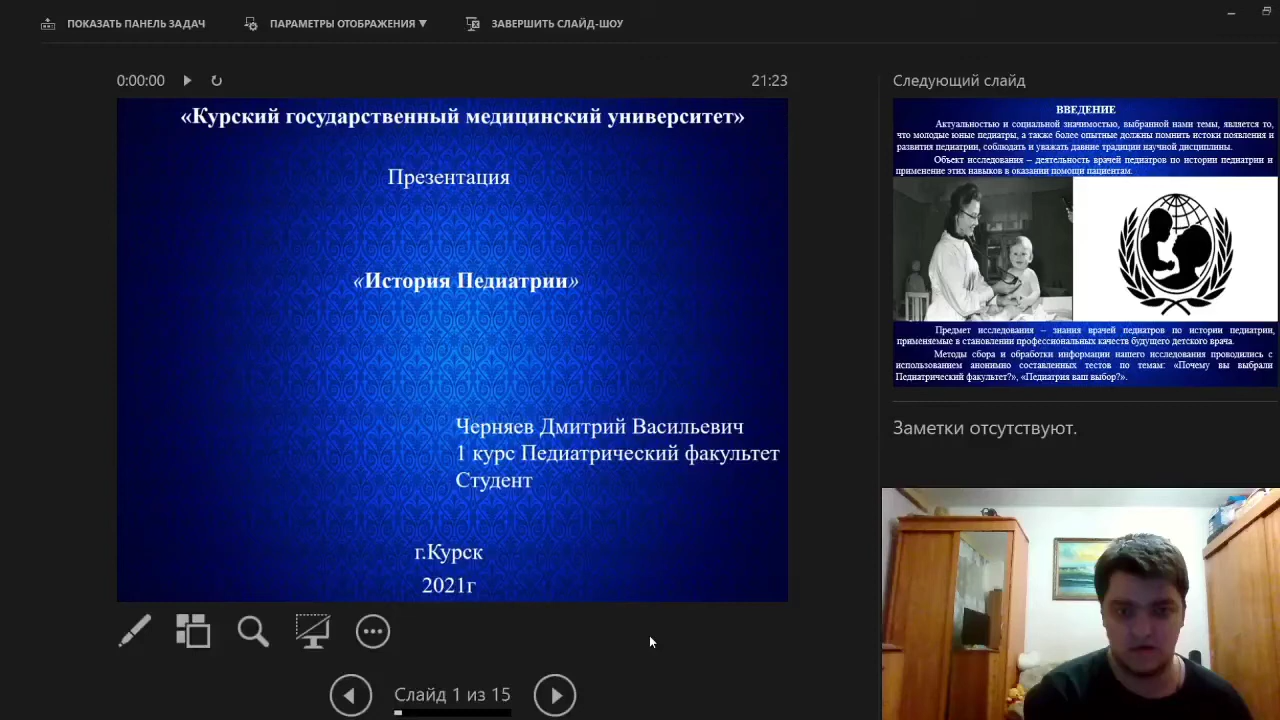 ПОКАЗАТЬ ПАНЕЛЬ ЗАДАЧ
ПАРАМЕТРЫ ОТОБРАЖЕНИЯ ▼
ЗАВЕРШИТЬ СЛАЙД-ШОУ
0:00:00
21:23
«Курский государственный медицинский университет»
Презентация
«История Педиатрии»
Черняев Дмитрий Васильевич
1 курс Педиатрический факультет
Студент
г.Курск
2021г
Слайд 1 из 15
Следующий слайд
ВВЕДЕНИЕ
Актуальностью и социальной значимостью, выбранной нами темы, является то,
что молодые юные педиатры, а также более опытные должны помнить истоки появления и
развития педиатрии, соблюдать и уважать давние традиции научной дисциплины.
Объект исследования – деятельность врачей педиатров по истории педиатрии и
применение этих навыков в оказании помощи пациентам.
Предмет исследования – знания врачей педиатров по истории педиатрии,
применяемые в становлении профессиональных качеств будущего детского врача.
Методы сбора и обработки информации нашего исследования проводились с
использованием анонимно составленных тестов по темам: «Почему вы выбрали
Педиатрический факультет?», «Педиатрия ваш выбор?».
Заметки отсутствуют.